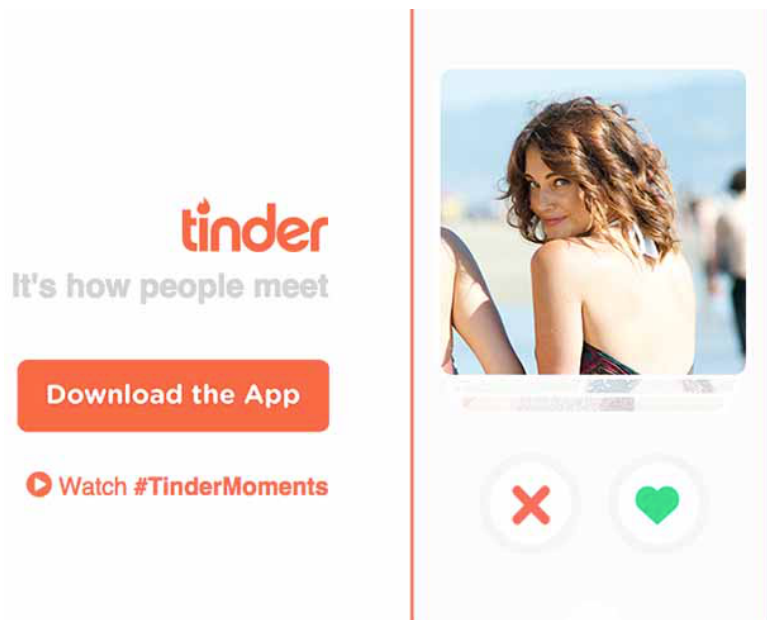 tinder
It's how people meet
Download the App
Watch #TinderMoments